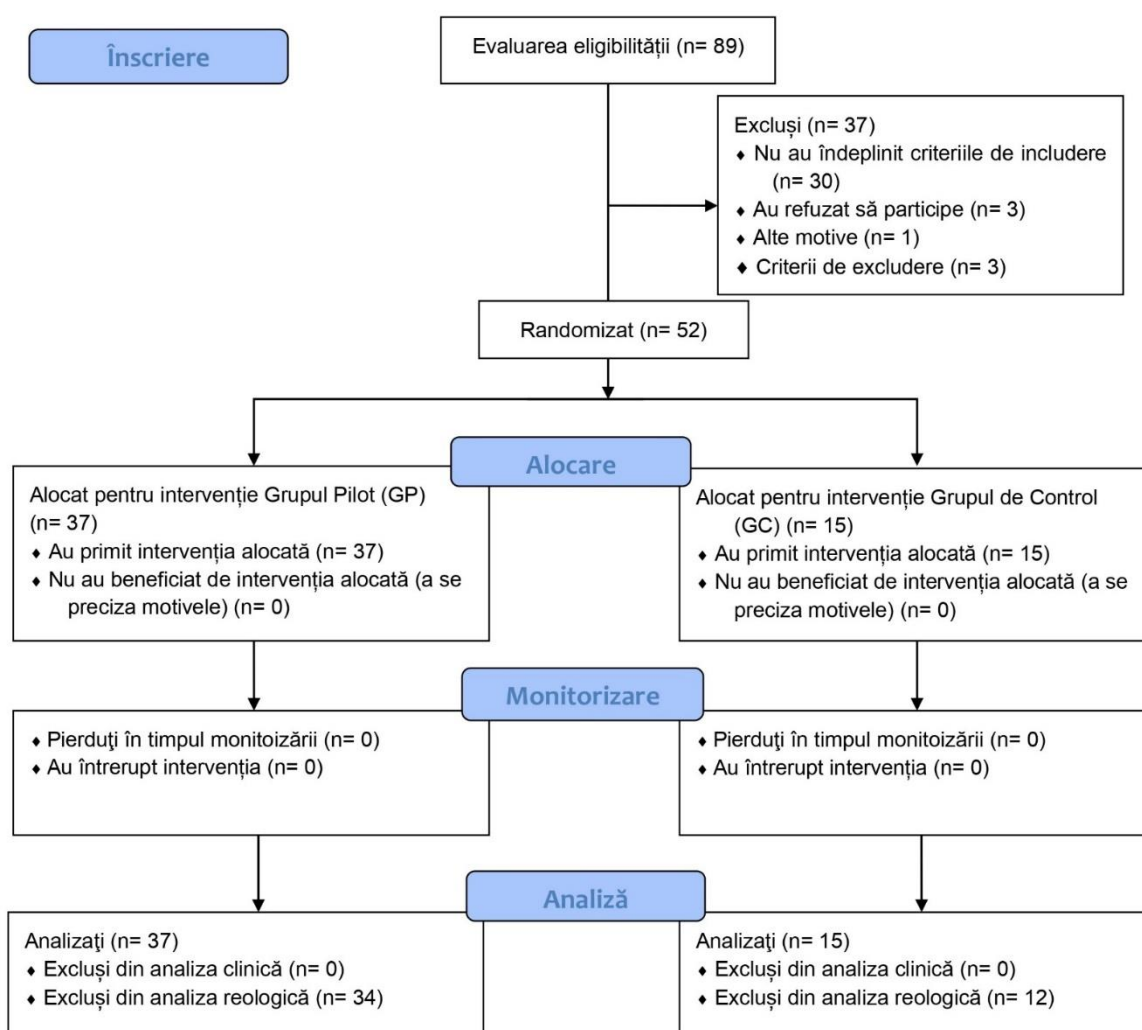 Înscriere
Evaluarea eligibilității (n= 89)
Excluși (n= 37)
♦ Nu au îndeplinit criteriile de includere
(n= 30)
♦ Au refuzat să participe (n= 3)
♦ Alte motive (n= 1)
♦ Criterii de excludere (n= 3)
Randomizat (n= 52)
Alocare
Alocat pentru intervenție Grupul Pilot (GP)
(n= 37)
♦ Au primit intervenția alocată (n= 37)
♦ Nu au beneficiat de intervenția alocată (a se
preciza motivele) (n= 0)
Alocat pentru intervenție Grupul de Control
(GC) (n= 15)
♦ Au primit intervenția alocată (n= 15)
♦ Nu au beneficiat de intervenția alocată (a se
preciza motivele) (n= 0)
Monitorizare
♦ Pierduţi în timpul monitoizării (n= 0)
♦ Au întrerupt intervenția (n= 0)
♦ Pierduţi în timpul monitoizării (n= 0)
♦ Au întrerupt intervenția (n= 0)
Analiză
Analizaţi (n= 37)
♦ Excluși din analiza clinică (n= 0)
♦ Excluși din analiza reologică (n= 34)
Analizaţi (n= 15)
♦ Excluși din analiza clinică (n= 0)
♦ Excluși din analiza reologică (n= 12)